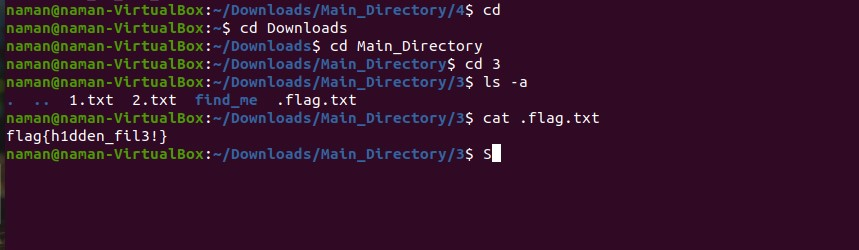 naman@naman-VirtualBox:~/Downloads/Main_Directory/4$ cd
naman@naman-VirtualBox:~$ cd Downloads
naman@naman-VirtualBox:~/Downloads$ cd Main_Directory
naman@naman-VirtualBox:~/Downloads/Main_Directory$ cd 3
naman@naman-VirtualBox:~/Downloads/Main_Directory/3$ ls -a
.  ..  1.txt  2.txt  find_me  .flag.txt
naman@naman-VirtualBox:~/Downloads/Main_Directory/3$ cat .flag.txt
flag{h1dden_fil3!}
naman@naman-VirtualBox:~/Downloads/Main_Directory/3$ S